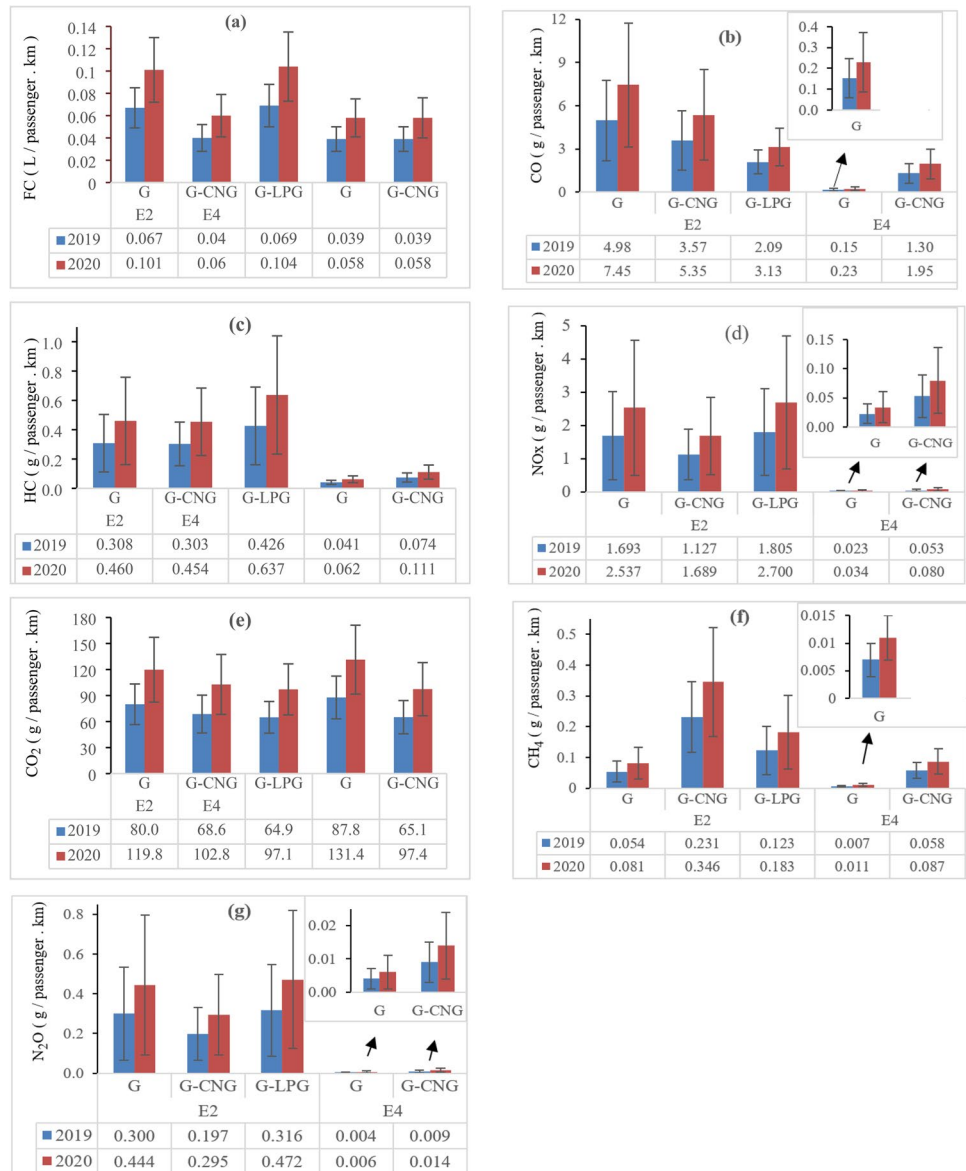 (a)
FC ( L / passenger . km)
0.14
0.12
0.1
0.08
0.06
0.04
0.02
0
G G-CNG G-LPG G G-CNG
E2 E4
2019 0.067 0.04 0.069 0.039 0.039
2020 0.101 0.06 0.104 0.058 0.058
(b)
CO ( g / passenger . km)
12
9
6
3
0
0.4
0.3
0.2
0.1
0.0
G
G G-CNG G-LPG G G-CNG
E2 E4
2019 4.98 3.57 2.09 0.15 1.30
2020 7.45 5.35 3.13 0.23 1.95
(c)
HC ( g / passenger . km)
1.0
0.8
0.6
0.4
0.2
0.0
G G-CNG G-LPG G G-CNG
E2 E4
2019 0.308 0.303 0.426 0.041 0.074
2020 0.460 0.454 0.637 0.062 0.111
(d)
NOx ( g / passenger . km)
5
4
3
2
1
0
0.15
0.10
0.05
0.00
G G-CNG
G G-CNG G-LPG G G-CNG
E2 E4
2019 1.693 1.127 1.805 0.023 0.053
2020 2.537 1.689 2.700 0.034 0.080
(e)
CO₂ ( g / passenger . km)
180
150
120
90
60
30
0
G G-CNG G-LPG G G-CNG
E2 E4
2019 80.0 68.6 64.9 87.8 65.1
2020 119.8 102.8 97.1 131.4 97.4
(f)
CH₄ ( g / passenger . km)
0.5
0.4
0.3
0.2
0.1
0
0.015
0.01
0.005
0
G
G G-CNG G-LPG G G-CNG
E2 E4
2019 0.054 0.231 0.123 0.007 0.058
2020 0.081 0.346 0.183 0.011 0.087
(g)
N₂O ( g / passenger . km)
0.8
0.6
0.4
0.2
0.0
0.02
0.01
0.00
G G-CNG
G G-CNG G-LPG G G-CNG
E2 E4
2019 0.300 0.197 0.316 0.004 0.009
2020 0.444 0.295 0.472 0.006 0.014